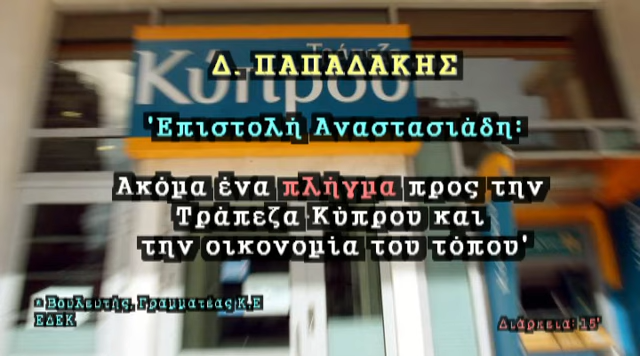 Τράπεζα
Κύπρου
Δ. ΠΑΠΑΔΑΚΗΣ
'Επιστολή Αναστασιάδη:
Ακόμα ένα πλήγμα προς την
Τράπεζα Κύπρου και
την οικονομία του τόπου'
Βουλευτής, Γραμματέας Κ.Ε
ΕΔΕΚ
Διάρκεια: 15'